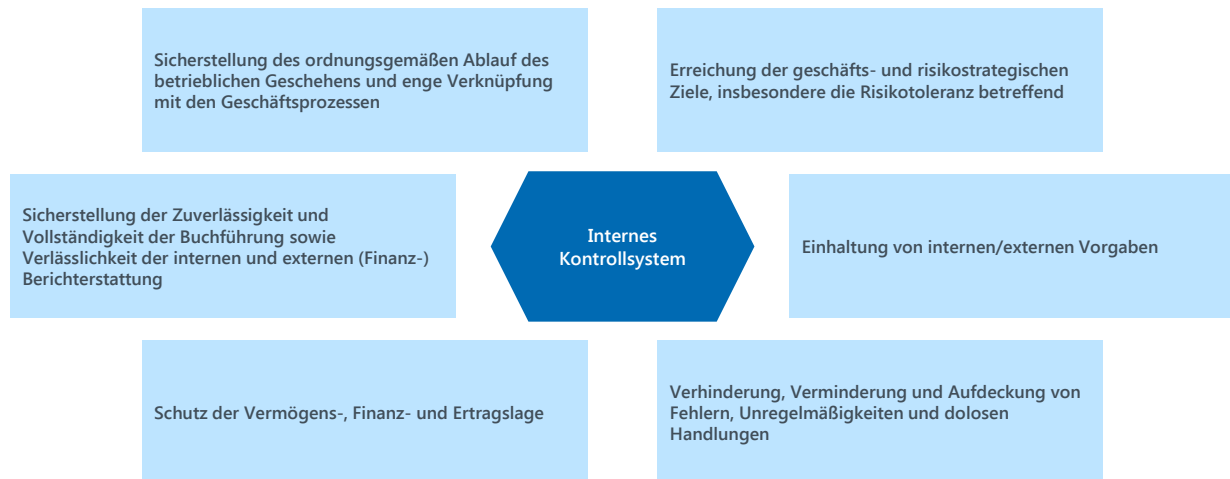 Sicherstellung des ordnungsgemäßen Ablauf des
betrieblichen Geschehens und enge Verknüpfung
mit den Geschäftsprozessen
Erreichung der geschäfts- und risikostrategischen
Ziele, insbesondere die Risikotoleranz betreffend
Sicherstellung der Zuverlässigkeit und
Vollständigkeit der Buchführung sowie
Verlässlichkeit der internen und externen (Finanz-)
Berichterstattung
Internes
Kontrollsystem
Einhaltung von internen/externen Vorgaben
Schutz der Vermögens-, Finanz- und Ertragslage
Verhinderung, Verminderung und Aufdeckung von
Fehlern, Unregelmäßigkeiten und dolosen
Handlungen